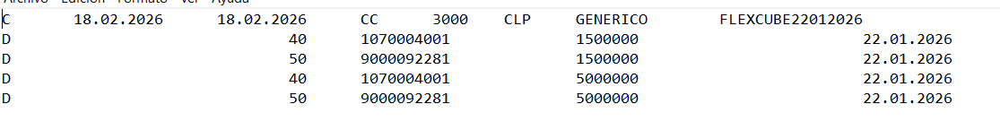 Archivo Edición Formato Ver Ayuda
C 18.02.2026 18.02.2026 CC 3000 CLP GENERICO FLEXCUBE22012026
D 40 1070004001 1500000 22.01.2026
D 50 9000092281 1500000 22.01.2026
D 40 1070004001 5000000 22.01.2026
D 50 9000092281 5000000 22.01.2026